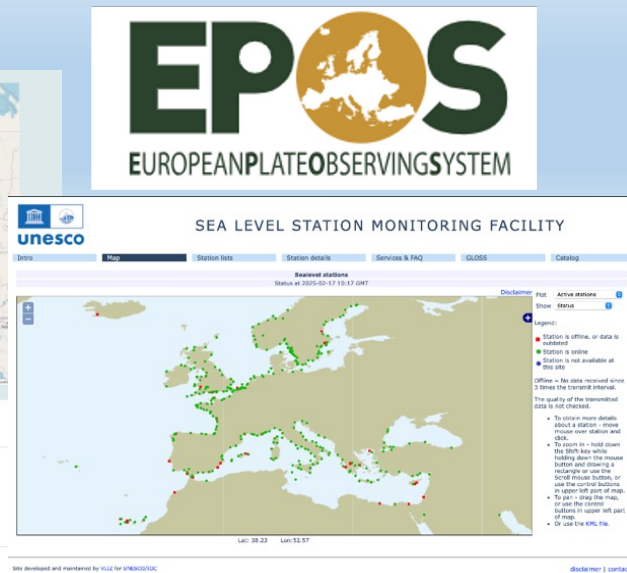 EPOS
EUROPEANPLATEOBSERVINGSYSTEM
unesco
SEA LEVEL STATION MONITORING FACILITY
Intro Map Station lists Station details Services & FAQ GLOSS Catalog
Sealevel stations
Status at 2025-02-17 10:17 GMT
Disclaimer
Plot Active stations
Show Status
Legend:
Station is offline, or data is
outdated
Station is online
Station is not available at
this site
Offline = No data received since
3 times the transmit interval.
The quality of the transmitted
data is not checked.
To obtain more details
about a station - move
mouse over station and
click.
To zoom in - hold down
the Shift-key while
holding down the mouse
button and drawing a
rectangle or use the
Scroll mouse button, or
use the control buttons
in upper left part of map.
To pan - drag the map,
or use the control
buttons in upper left part
of map.
Or use the KML file.
Lat: 38.23 Lon:52.57
Site developed and maintained by VLIZ for UNESCO/IOC
disclaimer | contac